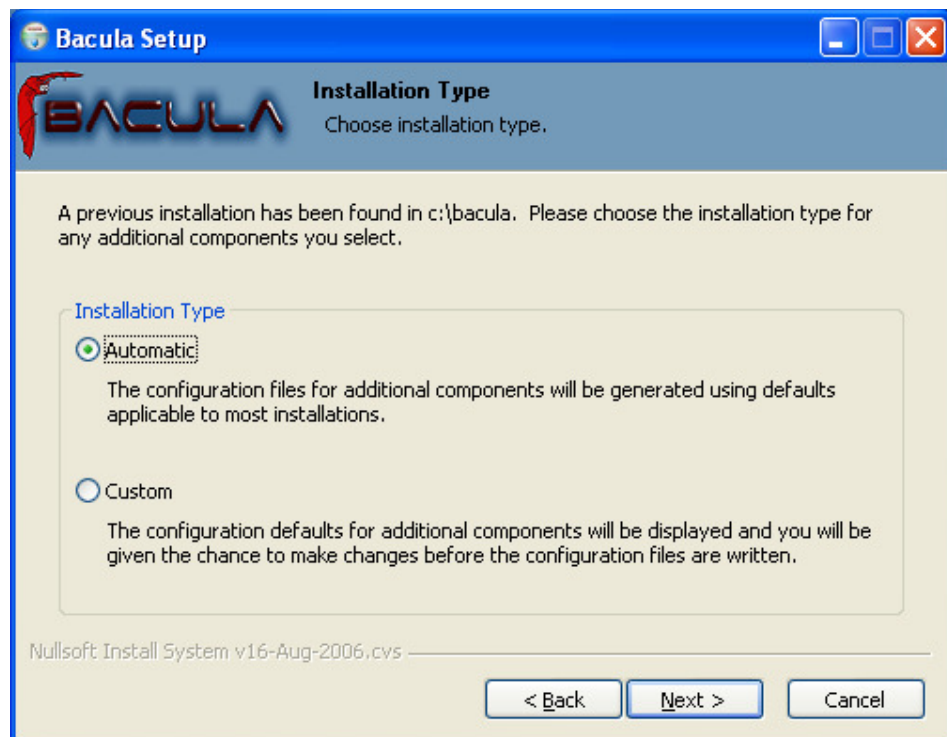 Bacula Setup
BACULA
Installation Type
Choose installation type.
A previous installation has been found in c:\bacula.  Please choose the installation type for
any additional components you select.
Installation Type
Automatic
The configuration files for additional components will be generated using defaults
applicable to most installations.
Custom
The configuration defaults for additional components will be displayed and you will be
given the chance to make changes before the configuration files are written.
Nullsoft Install System v16-Aug-2006.cvs
< Back
Next >
Cancel